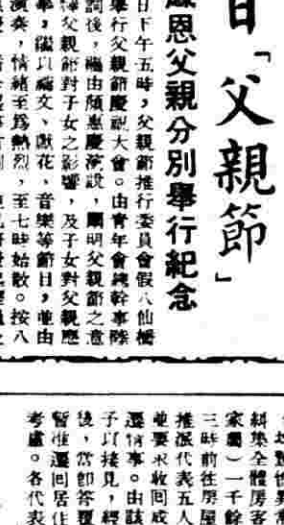 日「父親節」
恩父親分別舉行紀念
日下午五時，父親節推行委員會假八仙橋
舉行父親節慶祝大會。由青年會總幹事陸
詞後，繼由顏惠慶演說，闡明父親節之意
釋父親節對子女之影響，及子女對父親應
，繼以論文、獻花、音樂等節目，並由
演奏，情緒至為熱烈，至七時始散。按八
糾集全體房客
家屬）一千餘
三時前往房屋
推派代表五人
並要求收回成
遷情事。由該
子以接見，經
後，當即答覆
暫准遷回居住
考慮。各代表